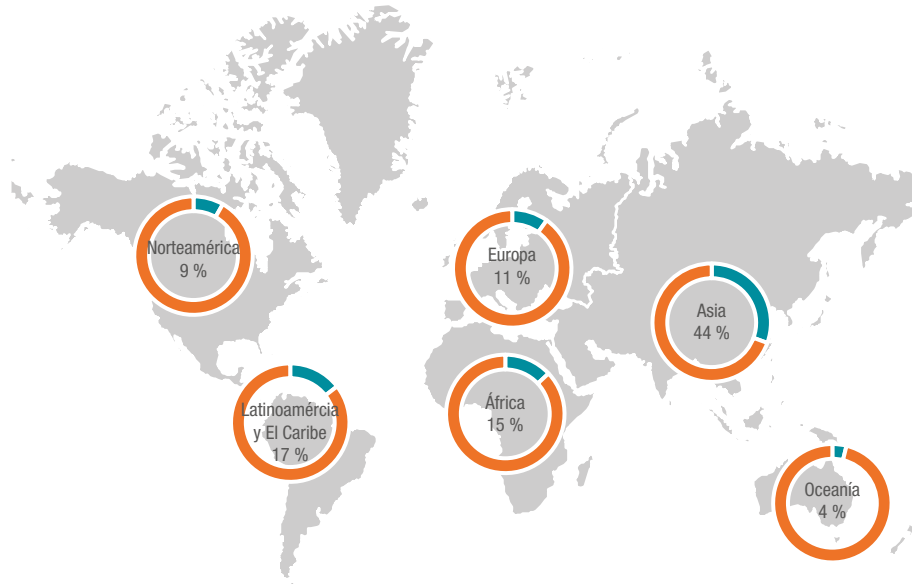 Norteamérica
9 %
Europa
11 %
Asia
44 %
Latinoamércia
y El Caribe
17 %
África
15 %
Oceanía
4 %